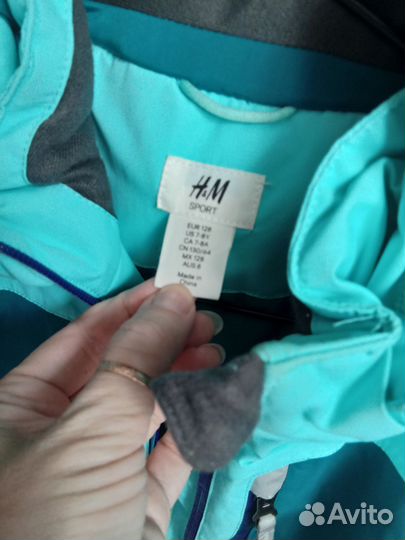 H&M
SPORT
EUR 128
US 7-8Y
CA 7-8A
CN 130/64
MX 128
AUS 8
Made in
China
Avito